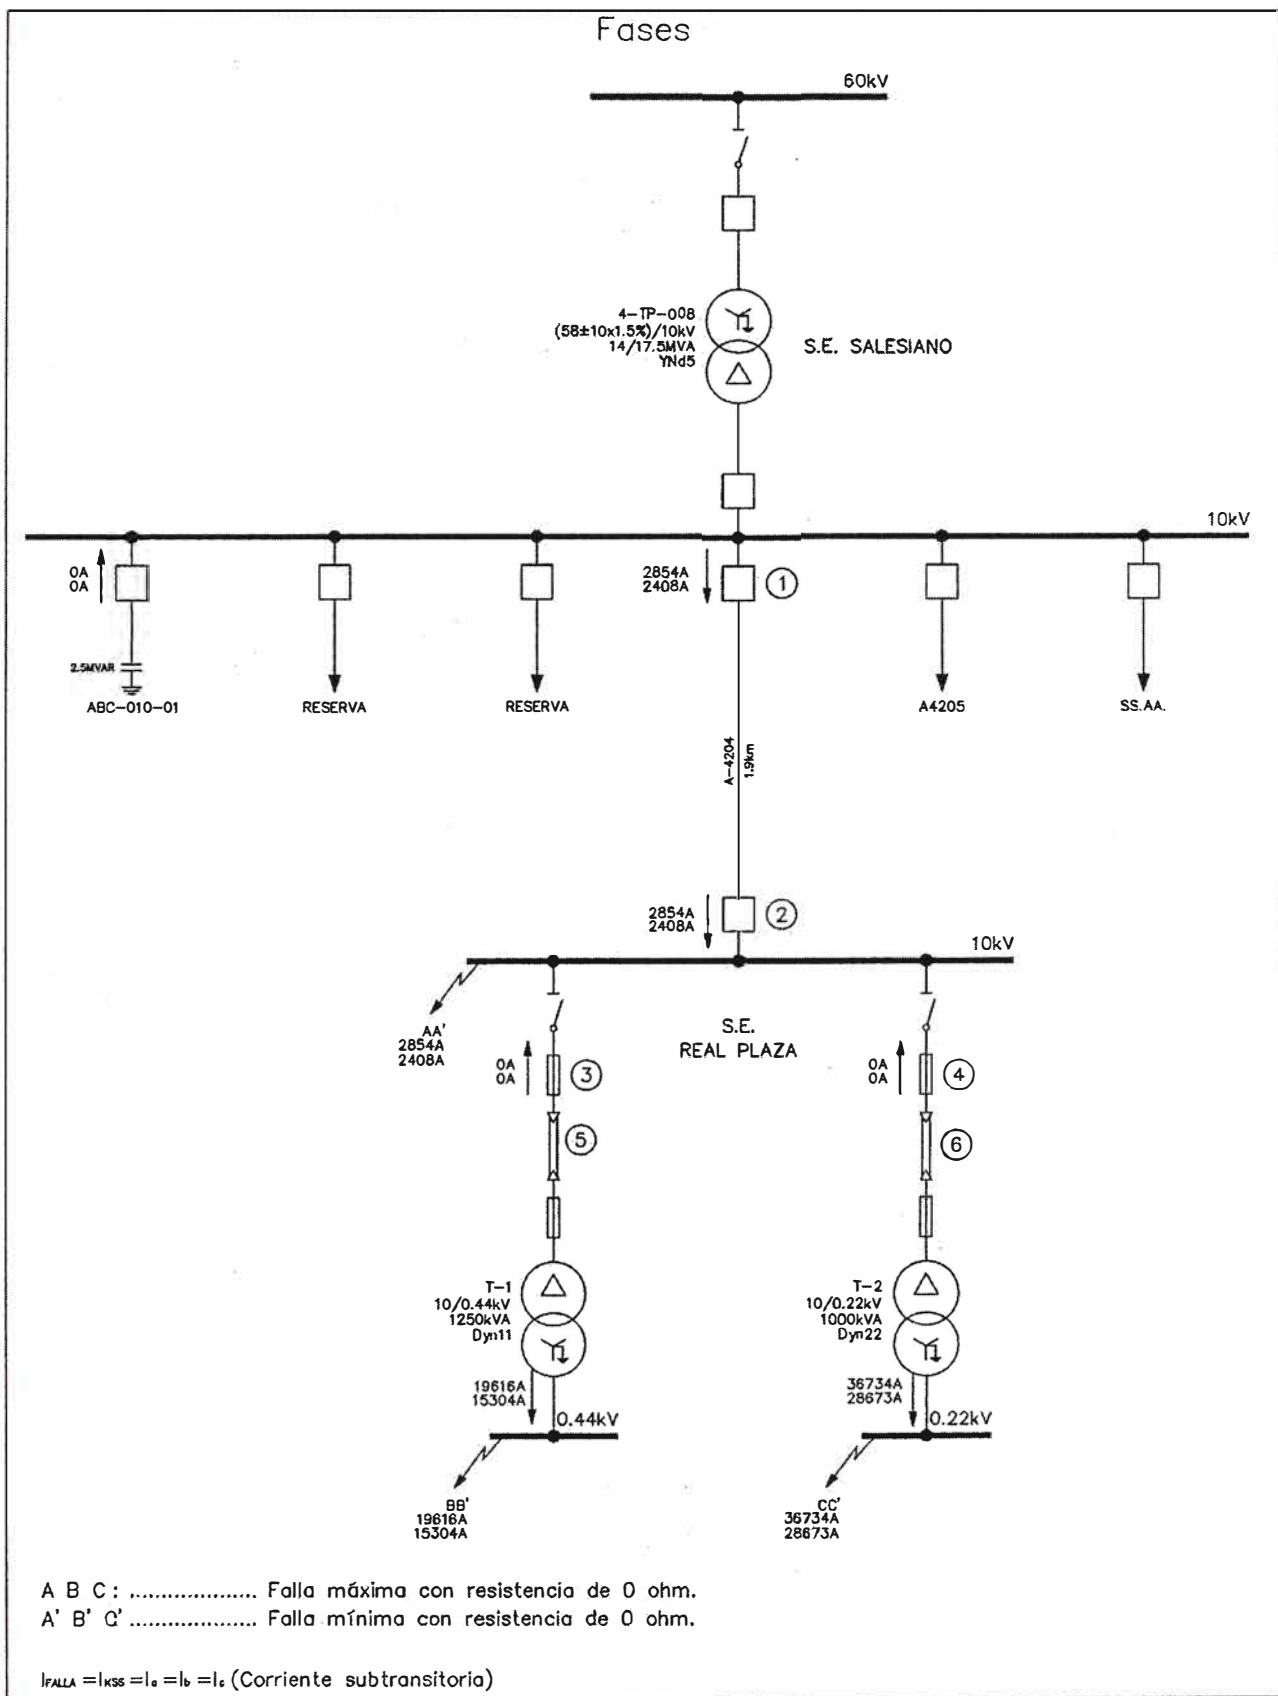 Fases
60kV
4-TP-008
(58±10x1.5%)/10kV
14/17.5MVA
YNd5
S.E. SALESIANO
10kV
0A
0A
2854A
2408A
1
2.5MVAR
ABC-010-01
RESERVA
RESERVA
A4205
SS.AA.
A-4204
1.9km
2854A
2408A
2
10kV
AA'
2854A
2408A
S.E.
REAL PLAZA
0A
0A
3
0A
0A
4
5
6
T-1
10/0.44kV
1250kVA
Dyn11
T-2
10/0.22kV
1000kVA
Dyn22
19616A
15304A
0.44kV
36734A
28673A
0.22kV
BB'
19616A
15304A
CC'
36734A
28673A
A B C: ................... Falla máxima con resistencia de 0 ohm.
A' B' C' ................... Falla mínima con resistencia de 0 ohm.
IFALLA =IKSS =Ia =Ib =Ic (Corriente subtransitoria)